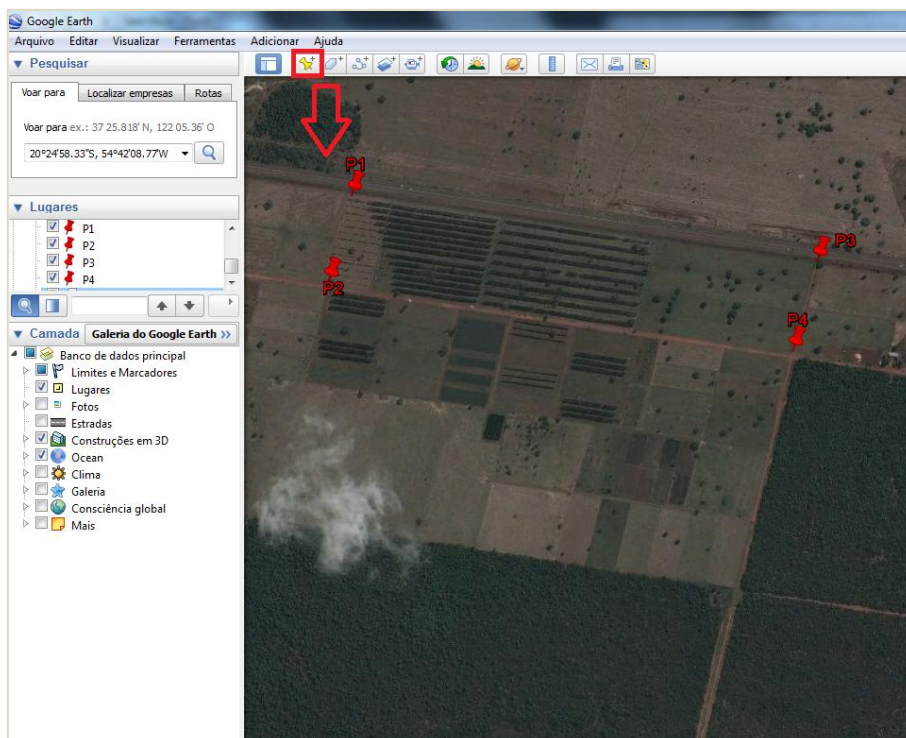 Google Earth
Arquivo Editar Visualizar Ferramentas Adicionar Ajuda
Pesquisar
Voar para Localizar empresas Rotas
Voar para ex.: 37 25.818' N, 122 05.36' O
20°24'58.33"S, 54°42'08.77"W
Lugares
P1
P2
P3
P4
Camada Galeria do Google Earth >>
Banco de dados principal
Limites e Marcadores
Lugares
Fotos
Estradas
Construções em 3D
Ocean
Clima
Galeria
Consciência global
Mais
P1
P3
P2
P4